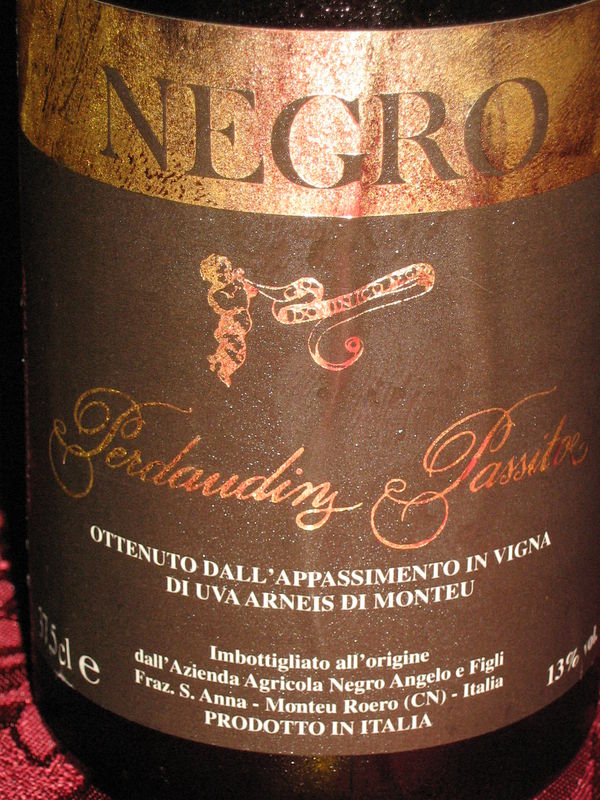 NEGRO
Perdaudin Passito
OTTENUTO DALL'APPASSIMENTO IN VIGNA
DI UVA ARNEIS DI MONTEU
37,5cl e
Imbottigliato all'origine
dall'Azienda Agricola Negro Angelo e Figli
Fraz. S. Anna - Monteu Roero (CN) - Italia
PRODOTTO IN ITALIA
13% vol.